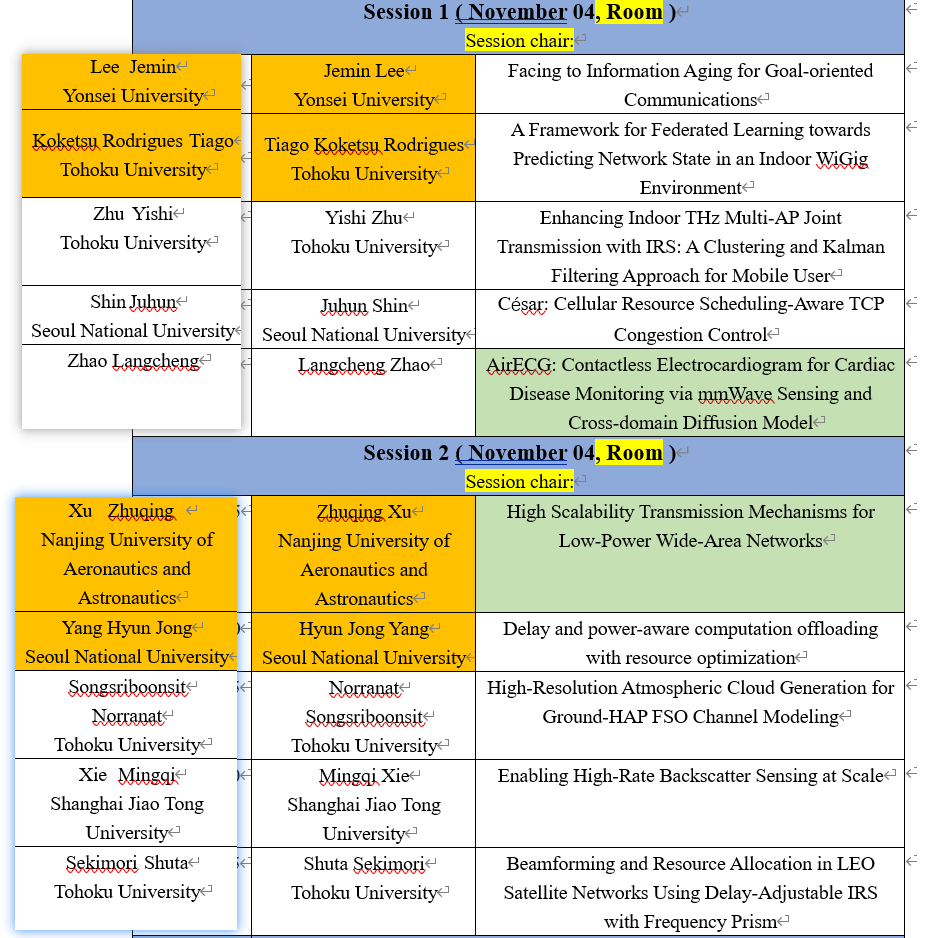 Session 1 ( November 04, Room )
Session chair:
Lee Jemin
Yonsei University
Jemin Lee
Yonsei University
Facing to Information Aging for Goal-oriented
Communications
Koketsu Rodrigues Tiago
Tohoku University
Tiago Koketsu Rodrigues
Tohoku University
A Framework for Federated Learning towards
Predicting Network State in an Indoor WiGig
Environment
Zhu Yishi
Tohoku University
Yishi Zhu
Tohoku University
Enhancing Indoor THz Multi-AP Joint
Transmission with IRS: A Clustering and Kalman
Filtering Approach for Mobile User
Shin Juhun
Seoul National University
Juhun Shin
Seoul National University
César: Cellular Resource Scheduling-Aware TCP
Congestion Control
Zhao Langcheng
Langcheng Zhao
AirECG: Contactless Electrocardiogram for Cardiac
Disease Monitoring via mmWave Sensing and
Cross-domain Diffusion Model
Session 2 ( November 04, Room )
Session chair:
Xu Zhuqing
Nanjing University of
Aeronautics and
Astronautics
Zhuqing Xu
Nanjing University of
Aeronautics and
Astronautics
High Scalability Transmission Mechanisms for
Low-Power Wide-Area Networks
Yang Hyun Jong
Seoul National University
Hyun Jong Yang
Seoul National University
Delay and power-aware computation offloading
with resource optimization
Songsriboonsit
Norranat
Tohoku University
Norranat
Songsriboonsit
Tohoku University
High-Resolution Atmospheric Cloud Generation for
Ground-HAP FSO Channel Modeling
Xie Mingqi
Shanghai Jiao Tong
University
Mingqi Xie
Shanghai Jiao Tong
University
Enabling High-Rate Backscatter Sensing at Scale
Sekimori Shuta
Tohoku University
Shuta Sekimori
Tohoku University
Beamforming and Resource Allocation in LEO
Satellite Networks Using Delay-Adjustable IRS
with Frequency Prism